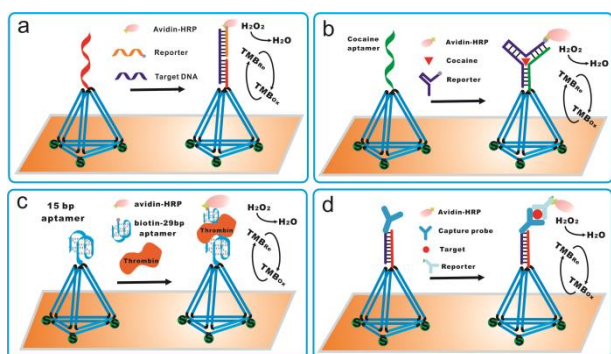 a
Avidin-HRP
Reporter
Target DNA
H2O2
H2O
TMBRe
TMBOx
S
S
S
S
S
S
b
Cocaine
aptamer
Avidin-HRP
Cocaine
Reporter
H2O2
H2O
TMBRe
TMBOx
S
S
S
S
S
S
c
15 bp
aptamer
avidin-HRP
biotin-29bp
aptamer
Thrombin
Thrombin
H2O2
H2O
TMBRe
TMBOx
S
S
S
S
S
S
d
Avidin-HRP
Capture probe
Target
Reporter
H2O2
H2O
TMBRe
TMBOx
S
S
S
S
S
S